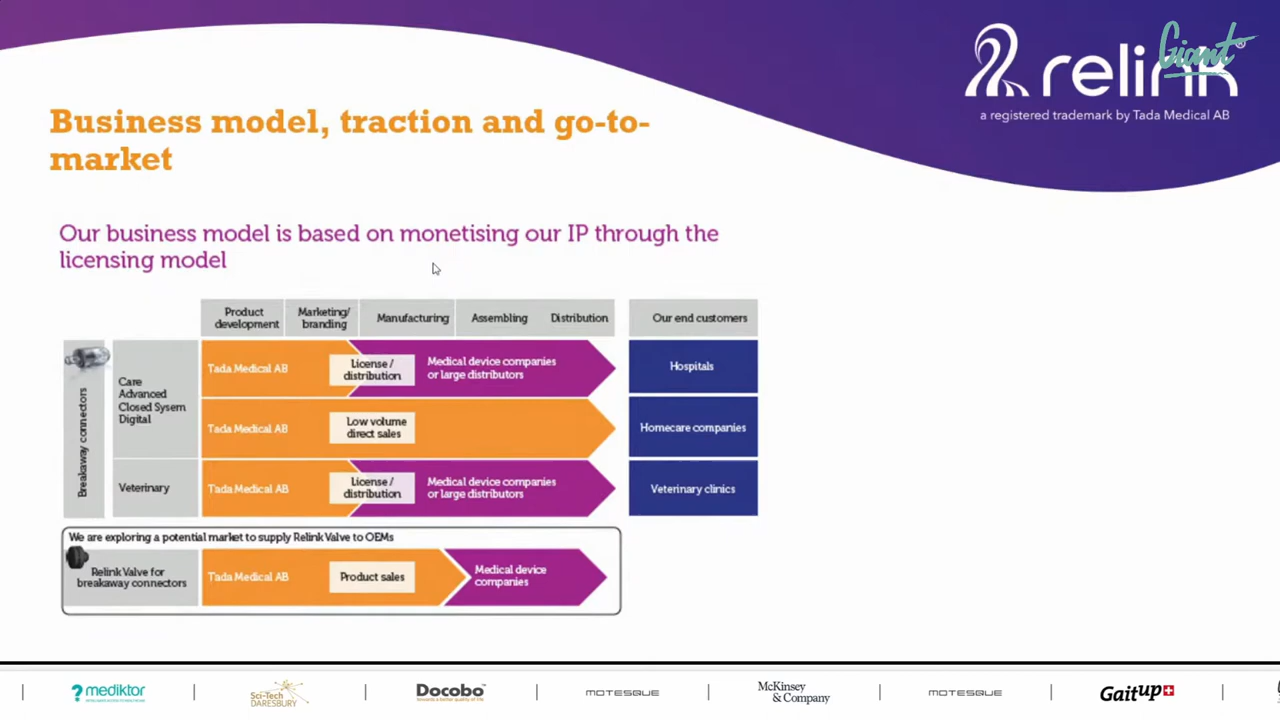 relink
Giant
a registered trademark by Tada Medical AB
Business model, traction and go-to-
market
Our business model is based on monetising our IP through the
licensing model
Product
development
Marketing/
branding
Manufacturing
Assembling
Distribution
Our end customers
Breakaway connectors
Care
Advanced
Closed Sysem
Digital
Tada Medical AB
License /
distribution
Medical device companies
or large distributors
Hospitals
Tada Medical AB
Low volume
direct sales
Homecare companies
Veterinary
Tada Medical AB
License /
distribution
Medical device companies
or large distributors
Veterinary clinics
We are exploring a potential market to supply Relink Valve to OEMs
Relink Valve for
breakaway connectors
Tada Medical AB
Product sales
Medical device
companies
mediktor
Sci-Tech
DARESBURY
Docobo
MOTESQUE
McKinsey
& Company
MOTESQUE
Gaitup